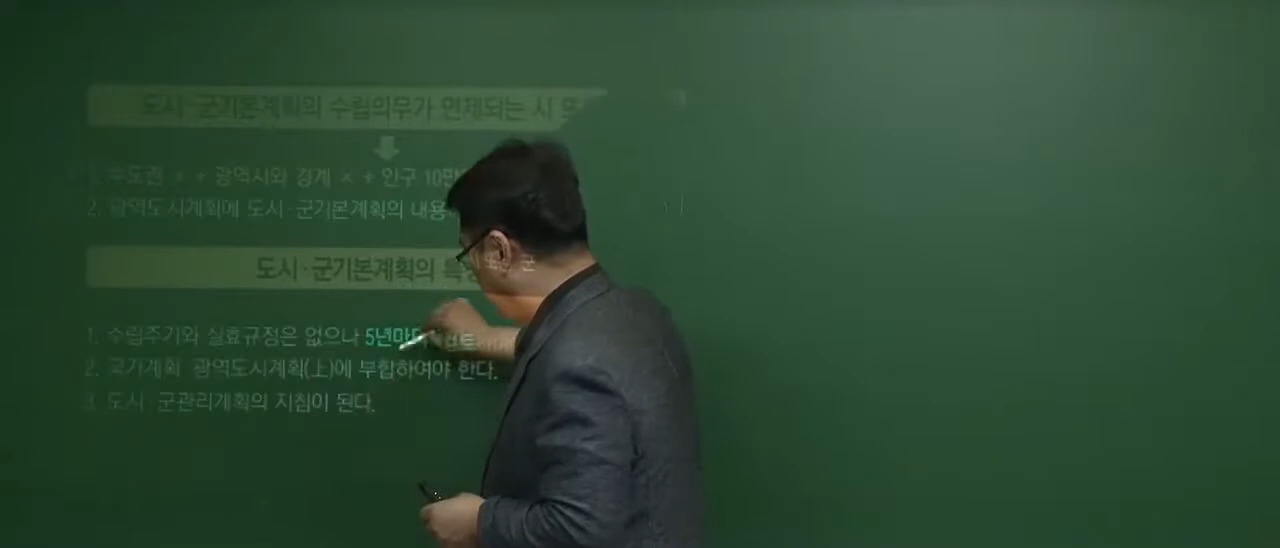 도시·군기본계획의 수립의무가 면제되는 시 또
1. 수도권 × + 광역시와 경계 × + 인구 10만
2. 광역도시계획에 도시·군기본계획의 내용
도시·군기본계획의 특
1. 수립주기와 실효규정은 없으나 5년마다
2. 국가계획 광역도시계획(上)에 부합하여야 한다.
3. 도시 군관리계획의 지침이 된다.